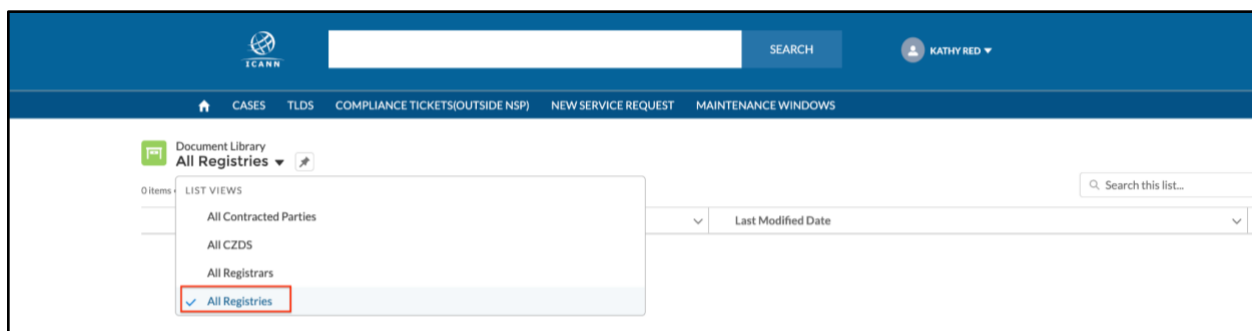 ICANN
SEARCH
KATHY RED
CASES TLDS COMPLIANCE TICKETS(OUTSIDE NSP) NEW SERVICE REQUEST MAINTENANCE WINDOWS
Document Library
All Registries
0 items
Search this list...
LIST VIEWS
Last Modified Date
All Contracted Parties
All CZDS
All Registrars
All Registries